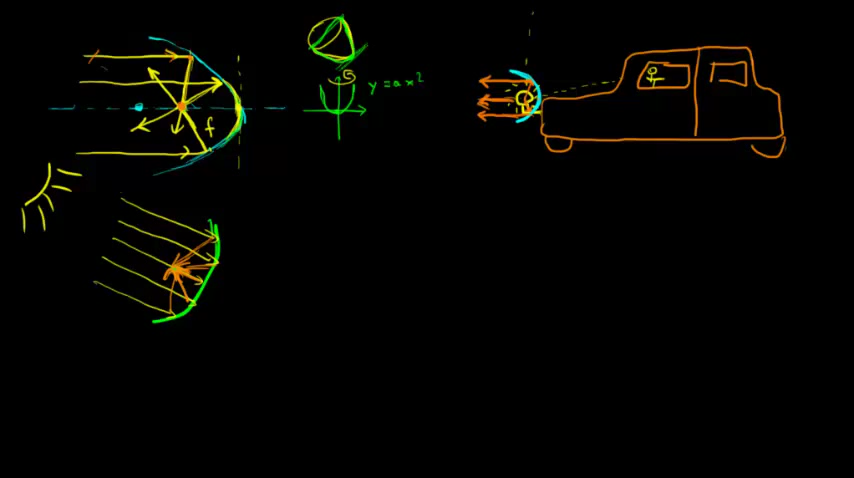 y = ax²
f